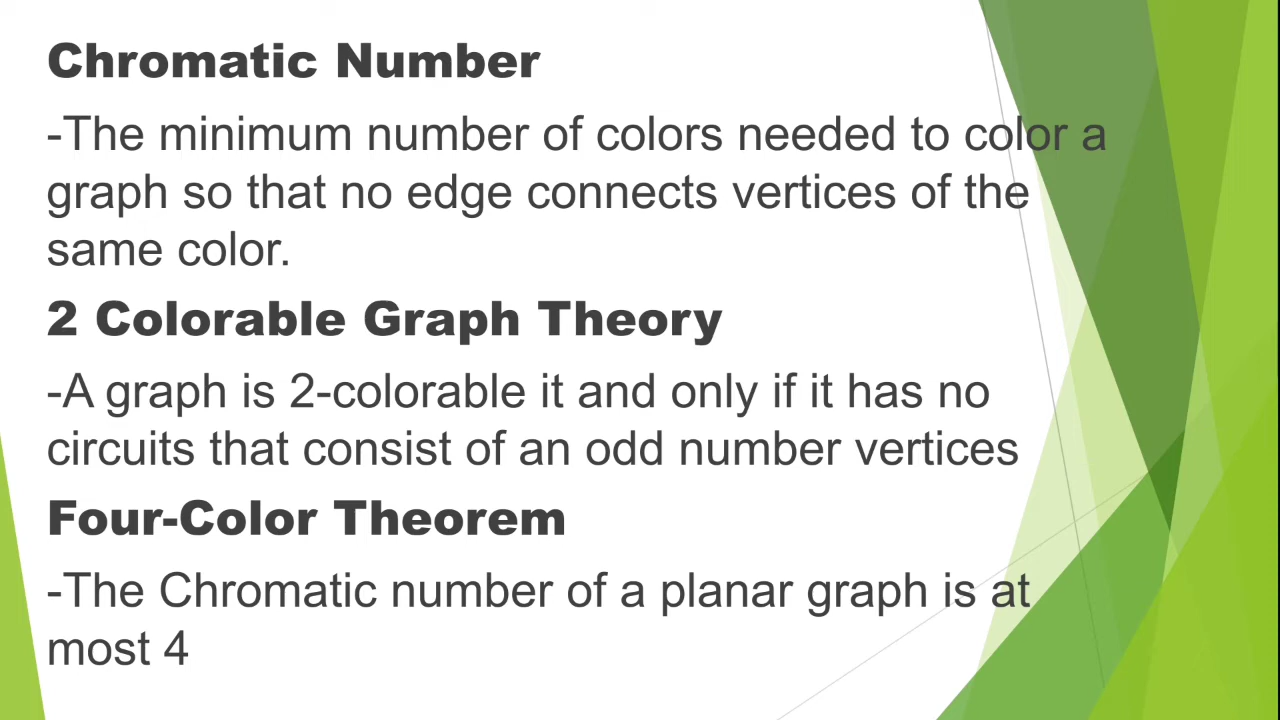 Chromatic Number
-The minimum number of colors needed to color a
graph so that no edge connects vertices of the
same color.
2 Colorable Graph Theory
-A graph is 2-colorable it and only if it has no
circuits that consist of an odd number vertices
Four-Color Theorem
-The Chromatic number of a planar graph is at
most 4